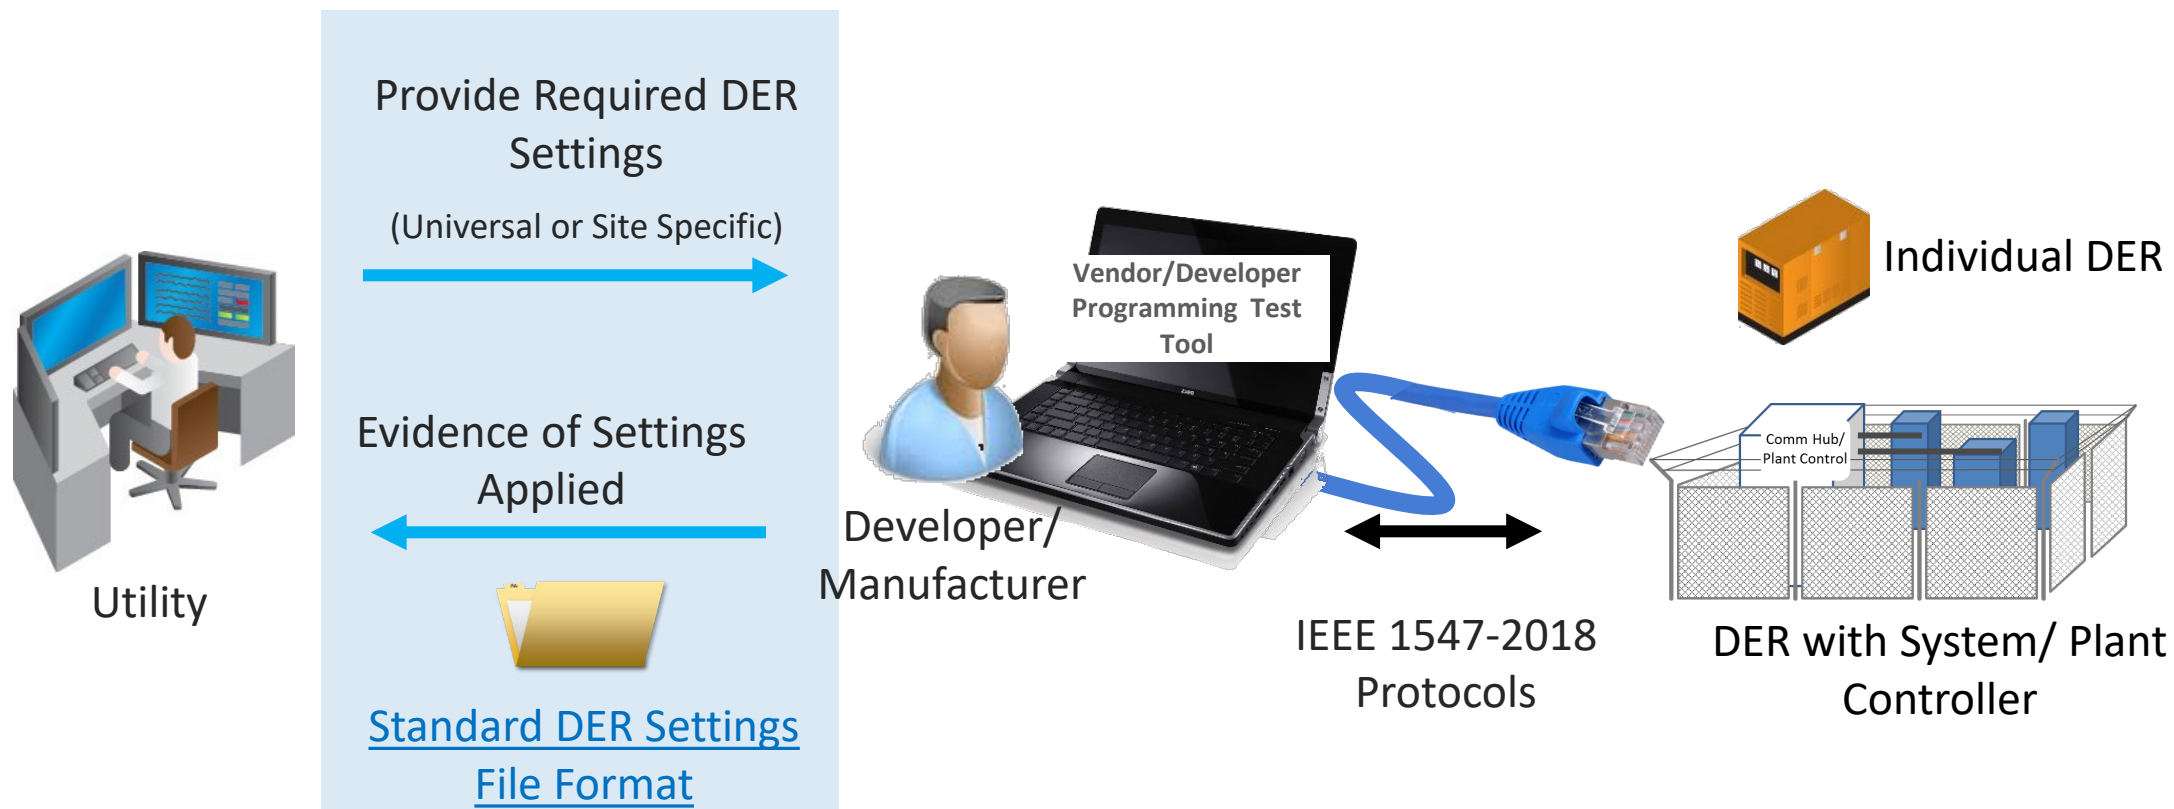 Provide Required DER
Settings
(Universal or Site Specific)
Evidence of Settings
Applied
Standard DER Settings
File Format
Utility
Vendor/Developer
Programming Test
Tool
Developer/
Manufacturer
IEEE 1547-2018
Protocols
Individual DER
Comm Hub/
Plant Control
DER with System/ Plant
Controller